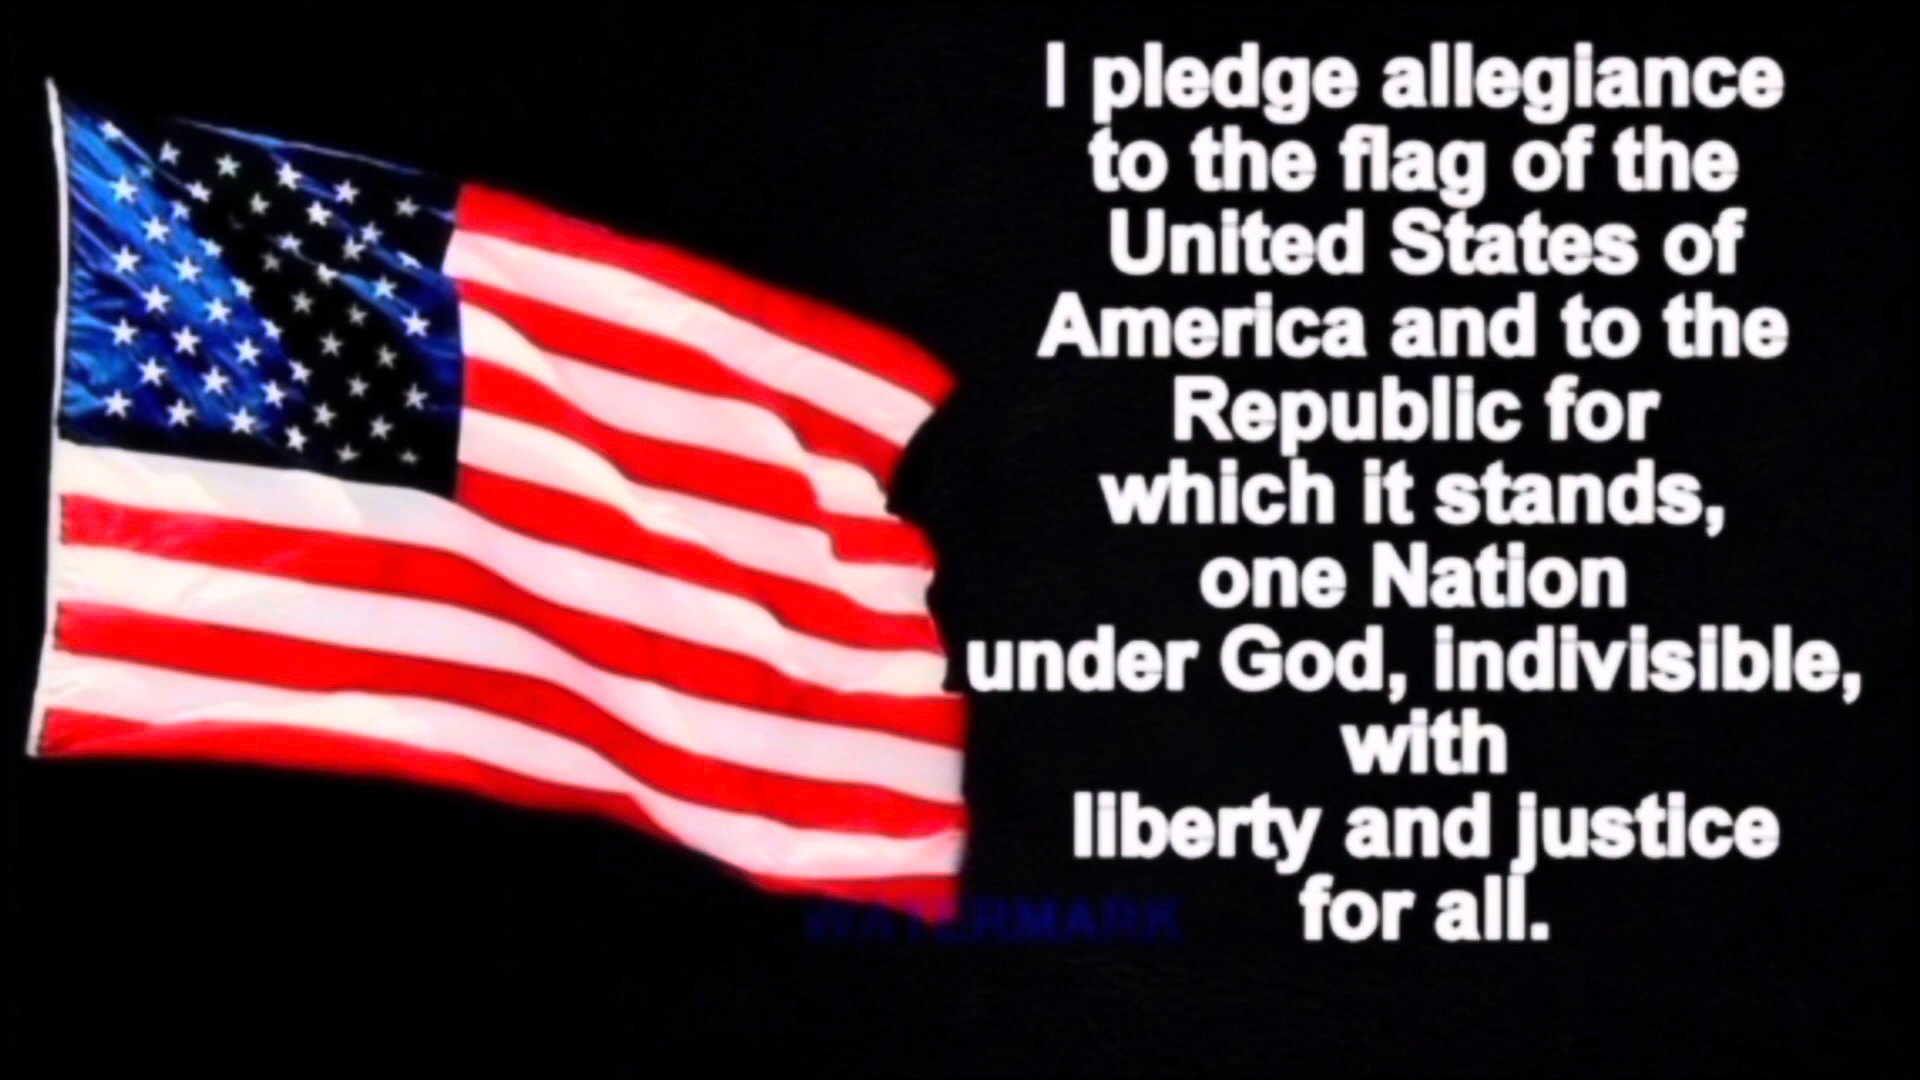 I pledge allegiance
to the flag of the
United States of
America and to the
Republic for
which it stands,
one Nation
under God, indivisible,
with
liberty and justice
for all.
WATERMARK